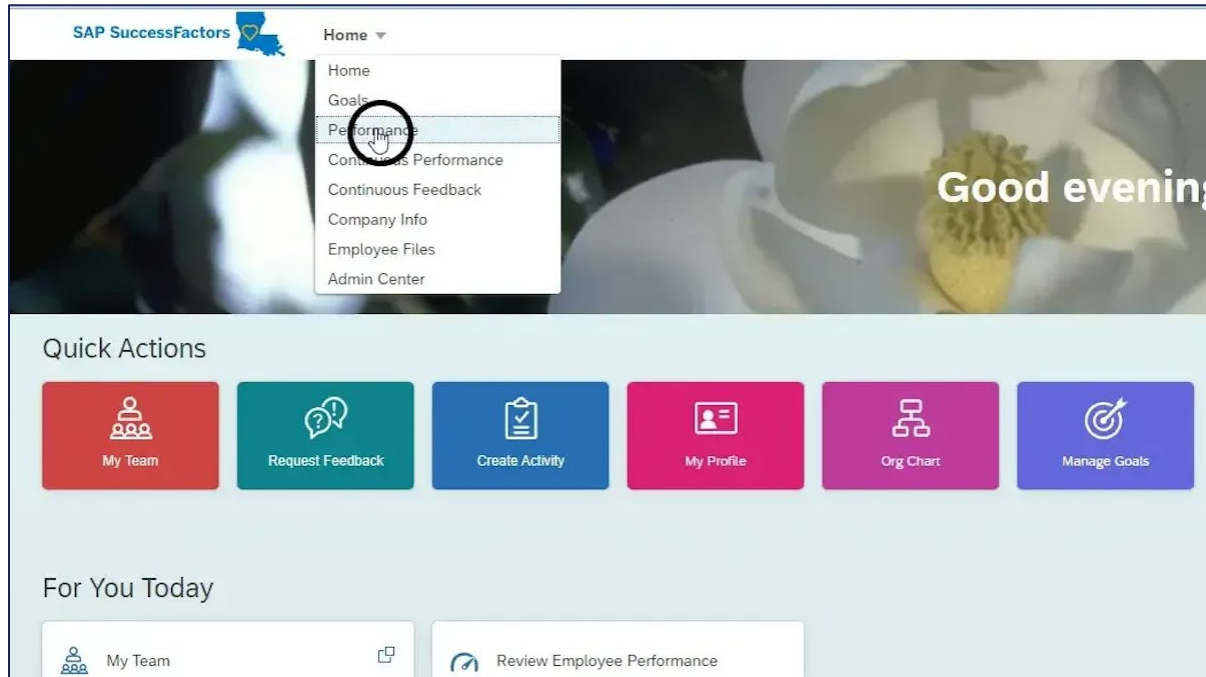 SAP SuccessFactors
Home
Home
Goals
Performance
Continuous Performance
Continuous Feedback
Company Info
Employee Files
Admin Center
Good evening
Quick Actions
My Team
Request Feedback
Create Activity
My Profile
Org Chart
Manage Goals
For You Today
My Team
Review Employee Performance